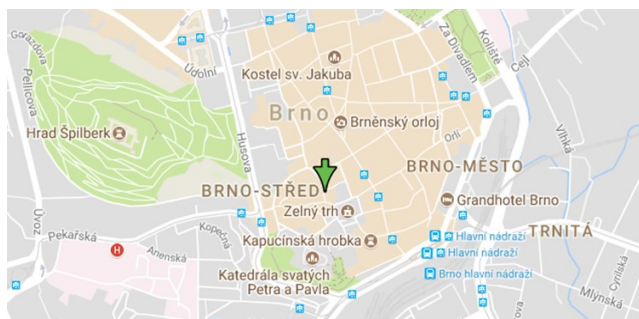 Gorazdova
Údolní
Kostel sv. Jakuba
Za Divadlem
Koliště
Cejl
Pellicova
Brno
Brněnský orloj
Hrad Špilberk
Husova
Orlí
Vlhká
BRNO-MĚSTO
BRNO-STŘED
Grandhotel Brno
Zelný trh
Úvoz
Pekařská
Kopečná
Kapucínská hrobka
Hlavní nádraží
TRNITÁ
H
Anenská
Hlavní nádraží
Katedrála svatých
Petra a Pavla
Brno hlavní nádraží
Cyrilská
Mlýnská